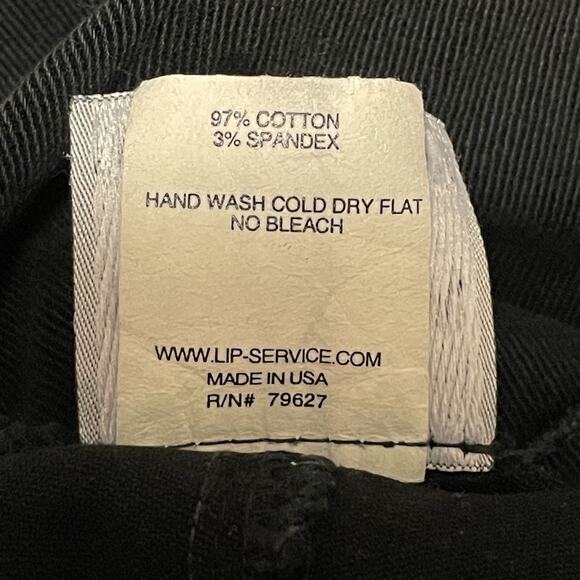 97% COTTON
3% SPANDEX
HAND WASH COLD DRY FLAT
NO BLEACH
WWW.LIP-SERVICE.COM
MADE IN USA
R/N# 79627